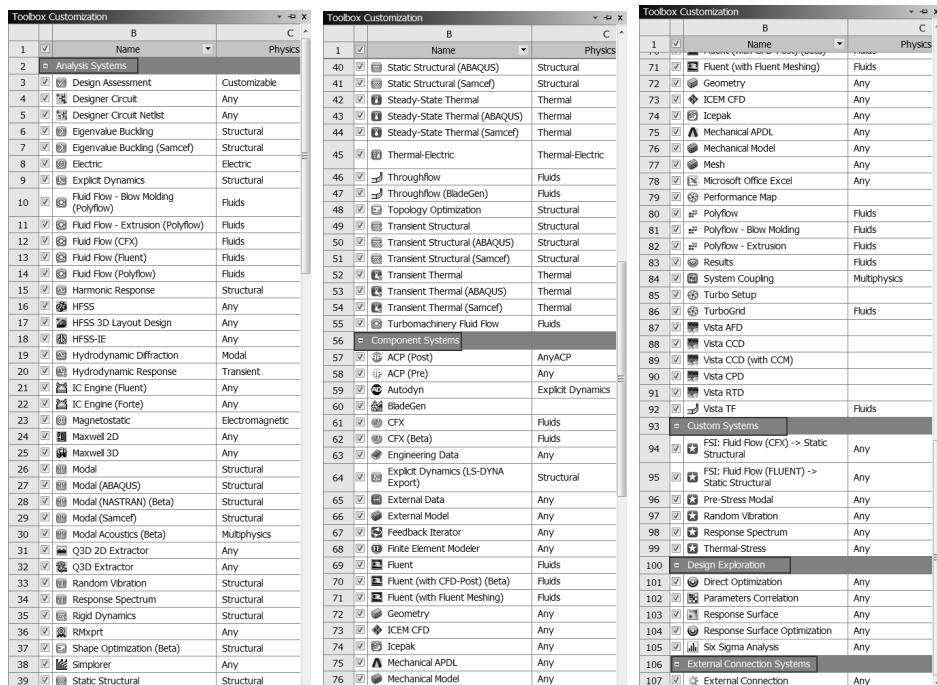 Toolbox Customization
B C
1 Name Physics
2 Analysis Systems
3 Design Assessment Customizable
4 Designer Circuit Any
5 Designer Circuit Netlist Any
6 Eigenvalue Buckling Structural
7 Eigenvalue Buckling (Samcef) Structural
8 Electric Electric
9 Explicit Dynamics Structural
10 Fluid Flow - Blow Molding
(Polyflow) Fluids
11 Fluid Flow - Extrusion (Polyflow) Fluids
12 Fluid Flow (CFX) Fluids
13 Fluid Flow (Fluent) Fluids
14 Fluid Flow (Polyflow) Fluids
15 Harmonic Response Structural
16 HFSS Any
17 HFSS 3D Layout Design Any
18 HFSS-IE Any
19 Hydrodynamic Diffraction Modal
20 Hydrodynamic Response Transient
21 IC Engine (Fluent) Any
22 IC Engine (Forte) Any
23 Magnetostatic Electromagnetic
24 Maxwell 2D Any
25 Maxwell 3D Any
26 Modal Structural
27 Modal (ABAQUS) Structural
28 Modal (NASTRAN) (Beta) Structural
29 Modal (Samcef) Structural
30 Modal Acoustics (Beta) Multiphysics
31 Q3D 2D Extractor Any
32 Q3D Extractor Any
33 Random Vibration Structural
34 Response Spectrum Structural
35 Rigid Dynamics Structural
36 RMxprt Any
37 Shape Optimization (Beta) Structural
38 Simplorer Any
39 Static Structural Structural
Toolbox Customization
B C
1 Name Physics
40 Static Structural (ABAQUS) Structural
41 Static Structural (Samcef) Structural
42 Steady-State Thermal Thermal
43 Steady-State Thermal (ABAQUS) Thermal
44 Steady-State Thermal (Samcef) Thermal
45 Thermal-Electric Thermal-Electric
46 Throughflow Fluids
47 Throughflow (BladeGen) Fluids
48 Topology Optimization Structural
49 Transient Structural Structural
50 Transient Structural (ABAQUS) Structural
51 Transient Structural (Samcef) Structural
52 Transient Thermal Thermal
53 Transient Thermal (ABAQUS) Thermal
54 Transient Thermal (Samcef) Thermal
55 Turbomachinery Fluid Flow Fluids
56 Component Systems
57 ACP (Post) AnyACP
58 ACP (Pre) Any
59 Autodyn Explicit Dynamics
60 BladeGen
61 CFX Fluids
62 CFX (Beta) Fluids
63 Engineering Data Any
64 Explicit Dynamics (LS-DYNA
Export) Structural
65 External Data Any
66 External Model Any
67 Feedback Iterator Any
68 Finite Element Modeler Any
69 Fluent Fluids
70 Fluent (with CFD-Post) (Beta) Fluids
71 Fluent (with Fluent Meshing) Fluids
72 Geometry Any
73 ICEM CFD Any
74 Icepak Any
75 Mechanical APDL Any
76 Mechanical Model Any
Toolbox Customization
B C
1 Name Physics
70 Fluent (with CFD-Post) (Beta) Fluids
71 Fluent (with Fluent Meshing) Fluids
72 Geometry Any
73 ICEM CFD Any
74 Icepak Any
75 Mechanical APDL Any
76 Mechanical Model Any
77 Mesh Any
78 Microsoft Office Excel Any
79 Performance Map
80 Polyflow Fluids
81 Polyflow - Blow Molding Fluids
82 Polyflow - Extrusion Fluids
83 Results Fluids
84 System Coupling Multiphysics
85 Turbo Setup
86 TurboGrid Fluids
87 Vista AFD
88 Vista CCD
89 Vista CCD (with CCM)
90 Vista CPD
91 Vista RTD
92 Vista TF Fluids
93 Custom Systems
94 FSI: Fluid Flow (CFX) -> Static
Structural Any
95 FSI: Fluid Flow (FLUENT) ->
Static Structural Any
96 Pre-Stress Modal Any
97 Random Vibration Any
98 Response Spectrum Any
99 Thermal-Stress Any
100 Design Exploration
101 Direct Optimization Any
102 Parameters Correlation Any
103 Response Surface Any
104 Response Surface Optimization Any
105 Six Sigma Analysis Any
106 External Connection Systems
107 External Connection Any